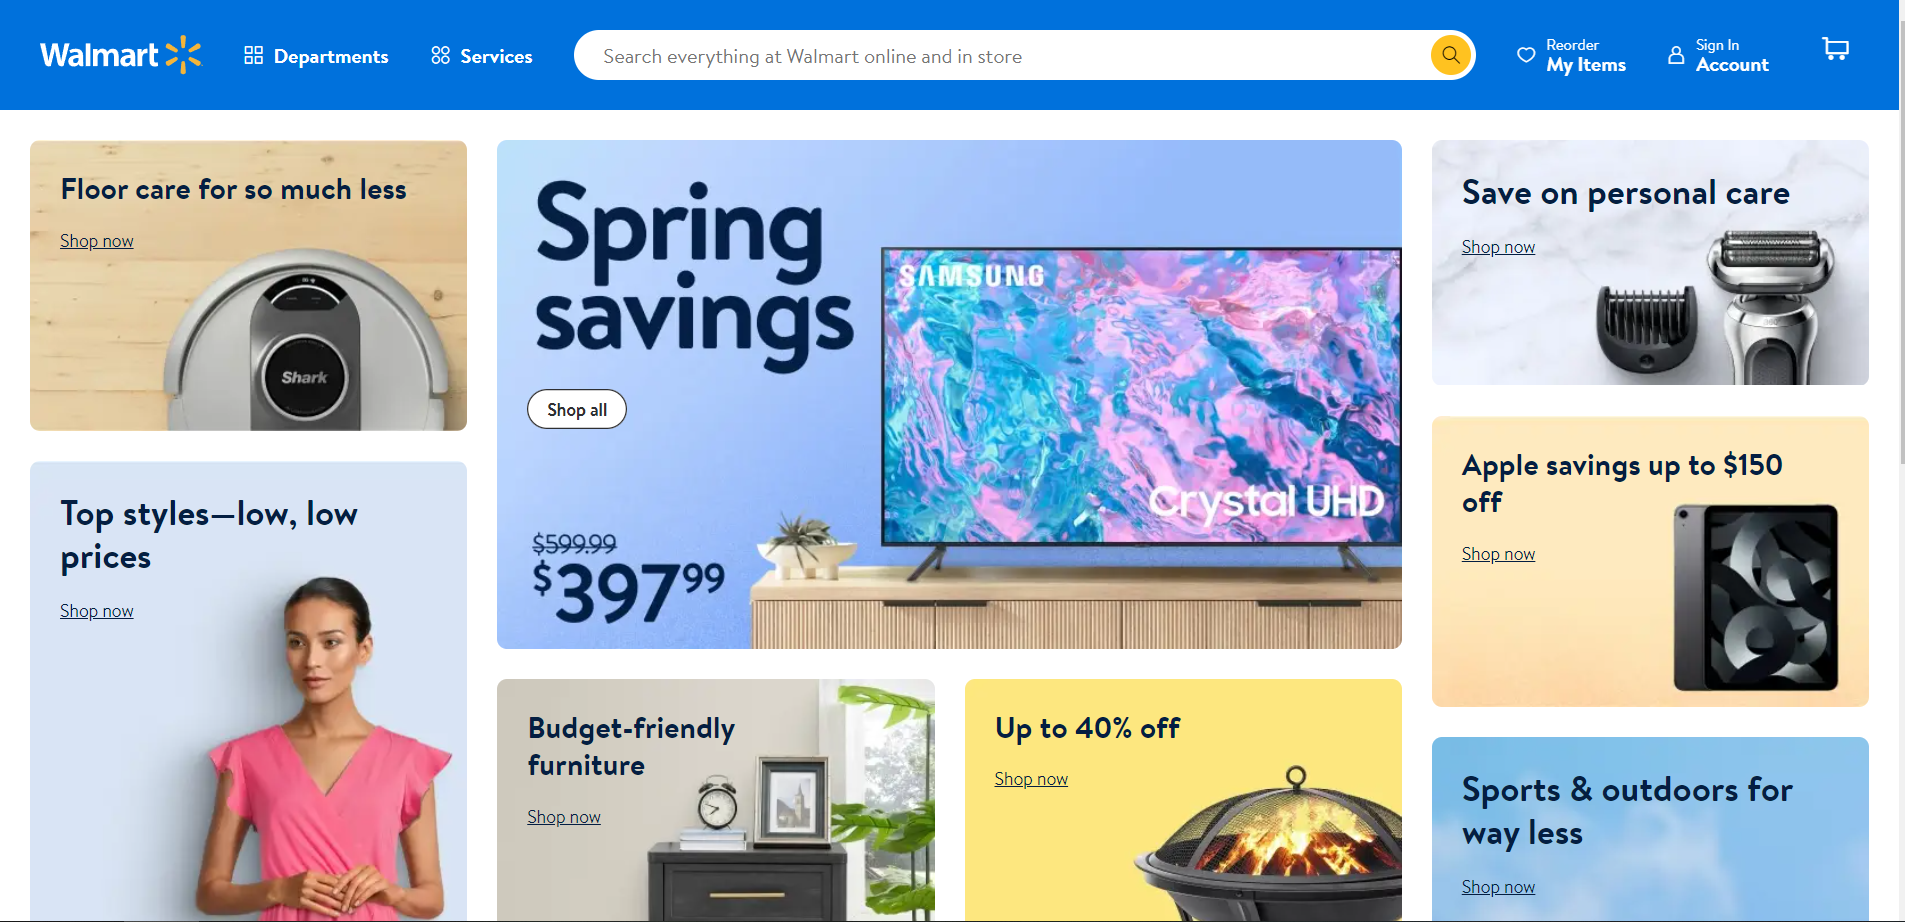 Walmart
Departments
Services
Search everything at Walmart online and in store
Reorder
My Items
Sign In
Account
Floor care for so much less
Shop now
Shark
Top styles—low, low
prices
Shop now
Spring
savings
Shop all
$599.99
$397 99
SAMSUNG
Crystal UHD
Budget-friendly
furniture
Shop now
Up to 40% off
Shop now
Save on personal care
Shop now
Apple savings up to $150
off
Shop now
Sports & outdoors for
way less
Shop now